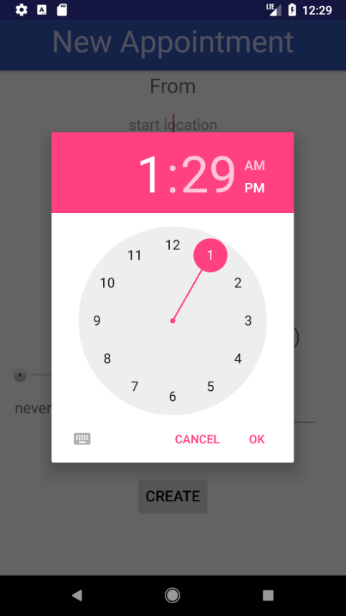 LTE 12:29
New Appointment
From
start location
1:29 AM
PM
12
11 1
10 2
9 3
8 4
7 5
6
never
CANCEL OK
CREATE